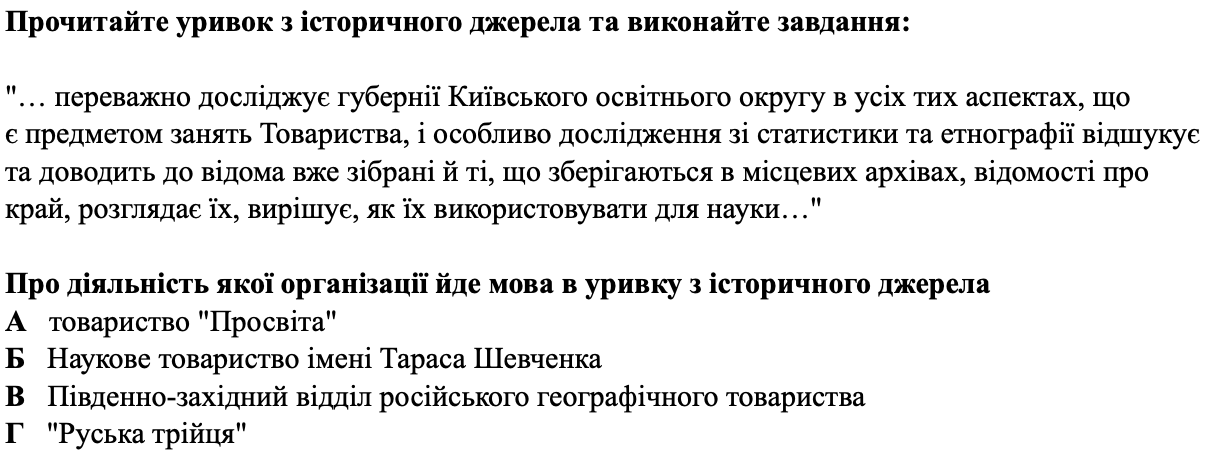 Прочитайте уривок з історичного джерела та виконайте завдання:
"… переважно досліджує губернії Київського освітнього округу в усіх тих аспектах, що
є предметом занять Товариства, і особливо дослідження зі статистики та етнографії відшукує
та доводить до відома вже зібрані й ті, що зберігаються в місцевих архівах, відомості про
край, розглядає їх, вирішує, як їх використовувати для науки…"
Про діяльність якої організації йде мова в уривку з історичного джерела
А товариство "Просвіта"
Б Наукове товариство імені Тараса Шевченка
В Південно-західний відділ російського географічного товариства
Г "Руська трійця"